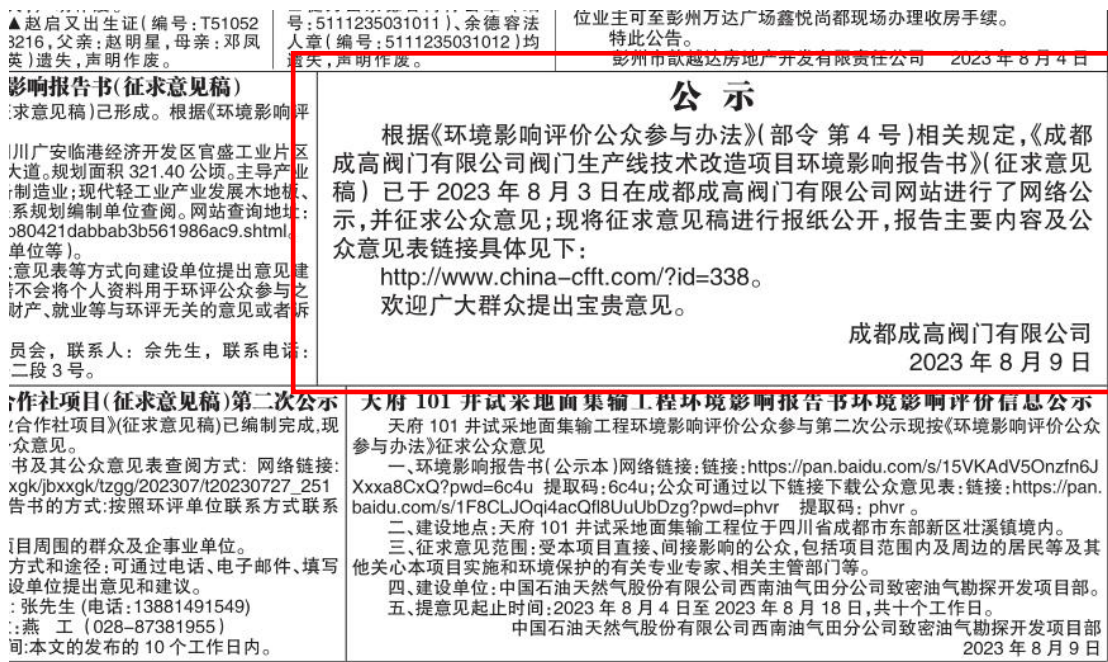 ▲赵启又出生证(编号:T51052
3216,父亲:赵明星,母亲:邓凤
英)遗失,声明作废。
号:5111235031011)、余德容法
人章(编号:5111235031012)均
遗失,声明作废。
位业主可至彭州万达广场鑫悦尚都现场办理收房手续。
特此公告。
彭州市歆越达房地产开发有限责任公司 2023年8月4日
影响报告书(征求意见稿)
求意见稿)己形成。根据《环境影响评
川广安临港经济开发区官盛工业片区
大道。规划面积 321.40 公顷。主导产业
制造业;现代轻工业产业发展木地板、
系规划编制单位查阅。网站查询地址:
b80421dabbab3b561986ac9.shtml。
单位等)。
意见表等方式向建设单位提出意见建
不会将个人资料用于环评公众参与之
财产、就业等与环评无关的意见或者诉
员会，联系人：佘先生，联系电话：
二段 3 号。
公 示
根据《环境影响评价公众参与办法》(部令 第 4 号)相关规定,《成都
成高阀门有限公司阀门生产线技术改造项目环境影响报告书》(征求意见
稿) 已于 2023 年 8 月 3 日在成都成高阀门有限公司网站进行了网络公
示,并征求公众意见;现将征求意见稿进行报纸公开,报告主要内容及公
众意见表链接具体见下:
http://www.china-cfft.com/?id=338。
欢迎广大群众提出宝贵意见。
成都成高阀门有限公司
2023 年 8 月 9 日
合作社项目(征求意见稿)第二次公示
合作社项目》(征求意见稿)已编制完成,现
众意见。
书及其公众意见表查阅方式: 网络链接:
xgk/jbxxgk/tzgg/202307/t20230727_251
告书的方式:按照环评单位联系方式联系
项目周围的群众及企事业单位。
方式和途径:可通过电话、电子邮件、填写
设单位提出意见和建议。
: 张先生 (电话:13881491549)
:燕 工 (028-87381955)
间:本文的发布的 10 个工作日内。
天府 101 井试采地面集输工程环境影响报告书环境影响评价信息公示
天府 101 井试采地面集输工程环境影响评价公众参与第二次公示现按《环境影响评价公众
参与办法》征求公众意见
一、环境影响报告书(公示本)网络链接:链接:https://pan.baidu.com/s/15VKAdV5Onzfn6J
Xxxa8CxQ?pwd=6c4u 提取码:6c4u;公众可通过以下链接下载公众意见表:链接:https://pan.
baidu.com/s/1F8CLJOqi4acQfl8UuUbDzg?pwd=phvr 提取码: phvr 。
二、建设地点:天府 101 井试采地面集输工程位于四川省成都市东部新区壮溪镇境内。
三、征求意见范围:受本项目直接、间接影响的公众,包括项目范围内及周边的居民等及其
他关心本项目实施和环境保护的有关专业专家、相关主管部门等。
四、建设单位:中国石油天然气股份有限公司西南油气田分公司致密油气勘探开发项目部。
五、提意见起止时间:2023 年 8 月 4 日至 2023 年 8 月 18 日,共十个工作日。
中国石油天然气股份有限公司西南油气田分公司致密油气勘探开发项目部
2023 年 8 月 9 日